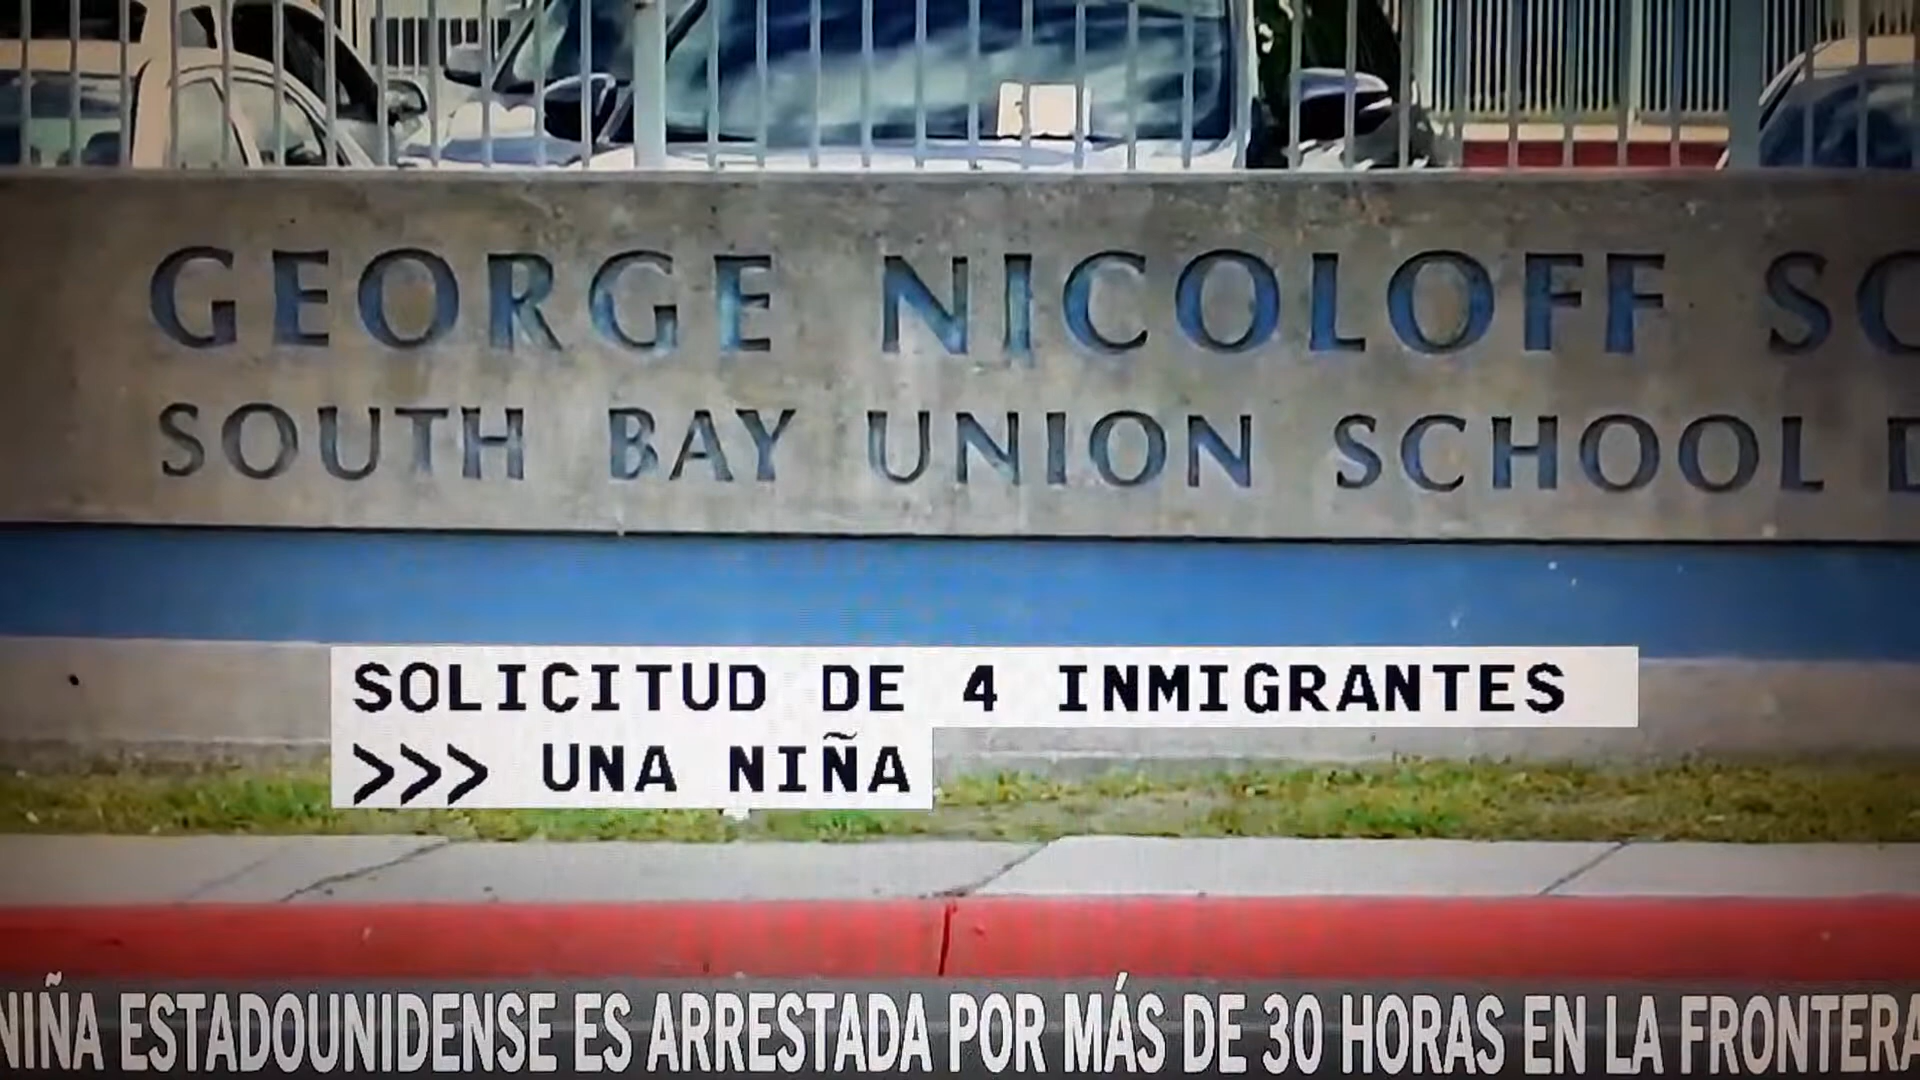 GEORGE NICOLOFF
SOUTH BAY UNION SCHOOL
SOLICITUD DE 4 INMIGRANTES
>>> UNA NIÑA
NIÑA ESTADOUNIDENSE ES ARRESTADA POR MÁS DE 30 HORAS EN LA FRONTERA